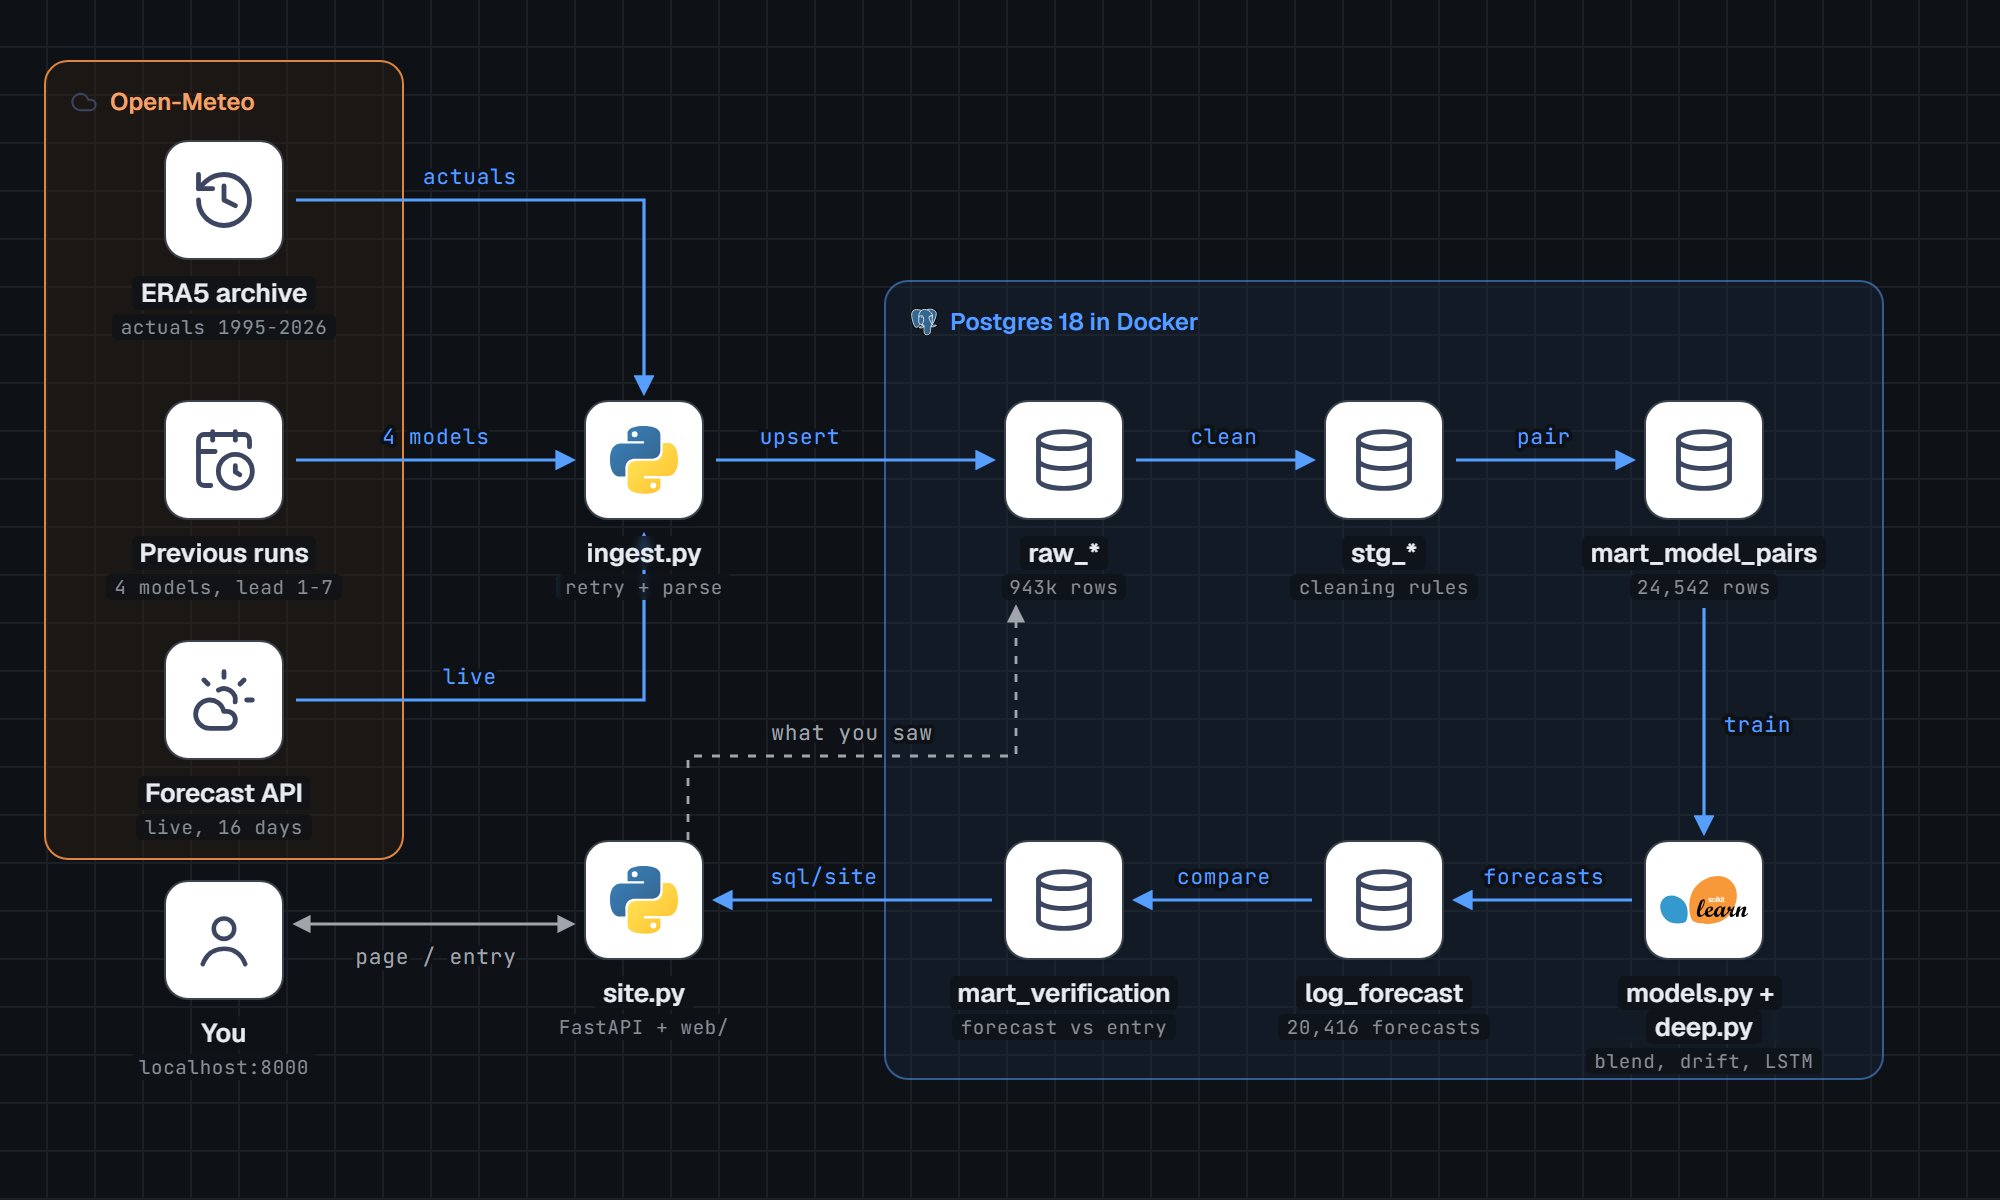 Open-Meteo
actuals
ERA5 archive
actuals 1995-2026
Postgres 18 in Docker
4 models
upsert
clean
pair
Previous runs
4 models, lead 1-7
ingest.py
retry + parse
raw_*
943k rows
stg_*
cleaning rules
mart_model_pairs
24,542 rows
live
what you saw
train
Forecast API
live, 16 days
sql/site
compare
forecasts
scikit
learn
page / entry
You
localhost:8000
site.py
FastAPI + web/
mart_verification
forecast vs entry
log_forecast
20,416 forecasts
models.py +
deep.py
blend, drift, LSTM